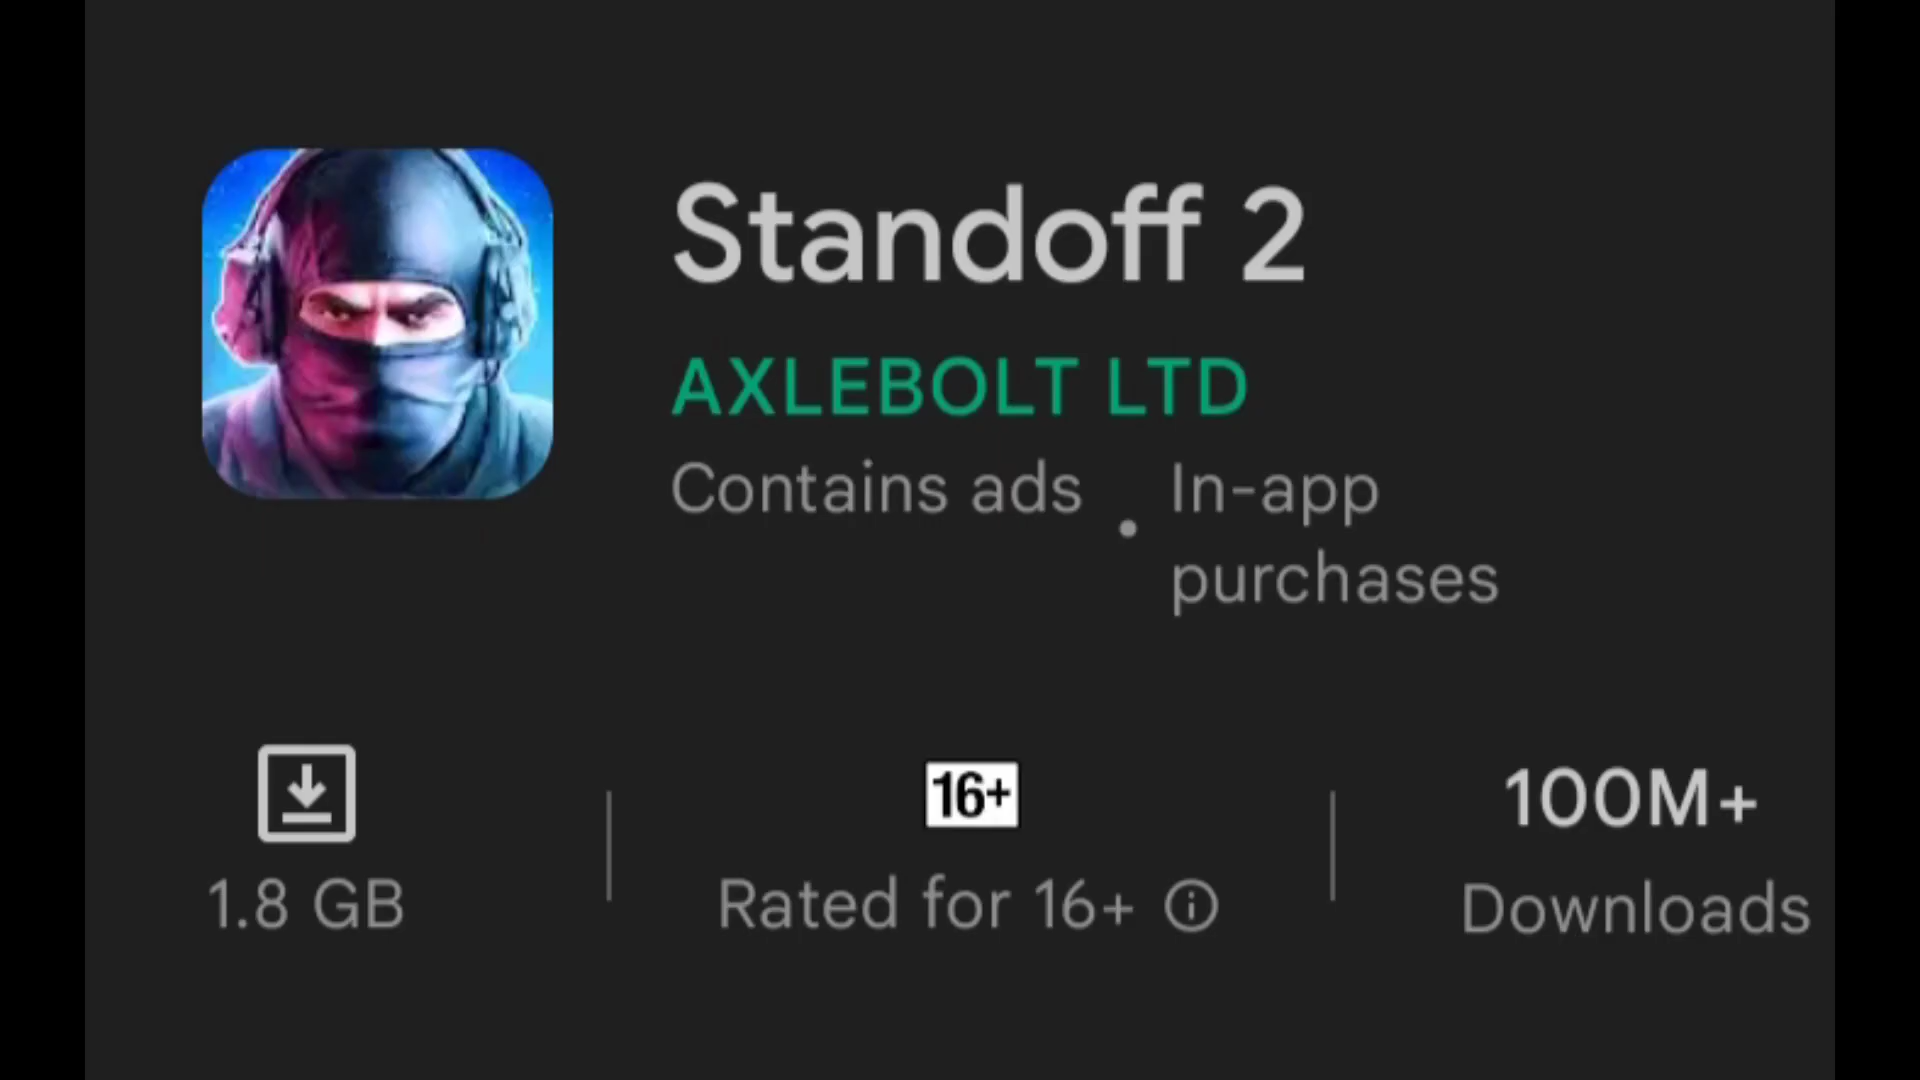 Standoff 2
AXLEBOLT LTD
Contains ads • In-app
purchases
16+
100M+
1.8 GB
Rated for 16+
Downloads